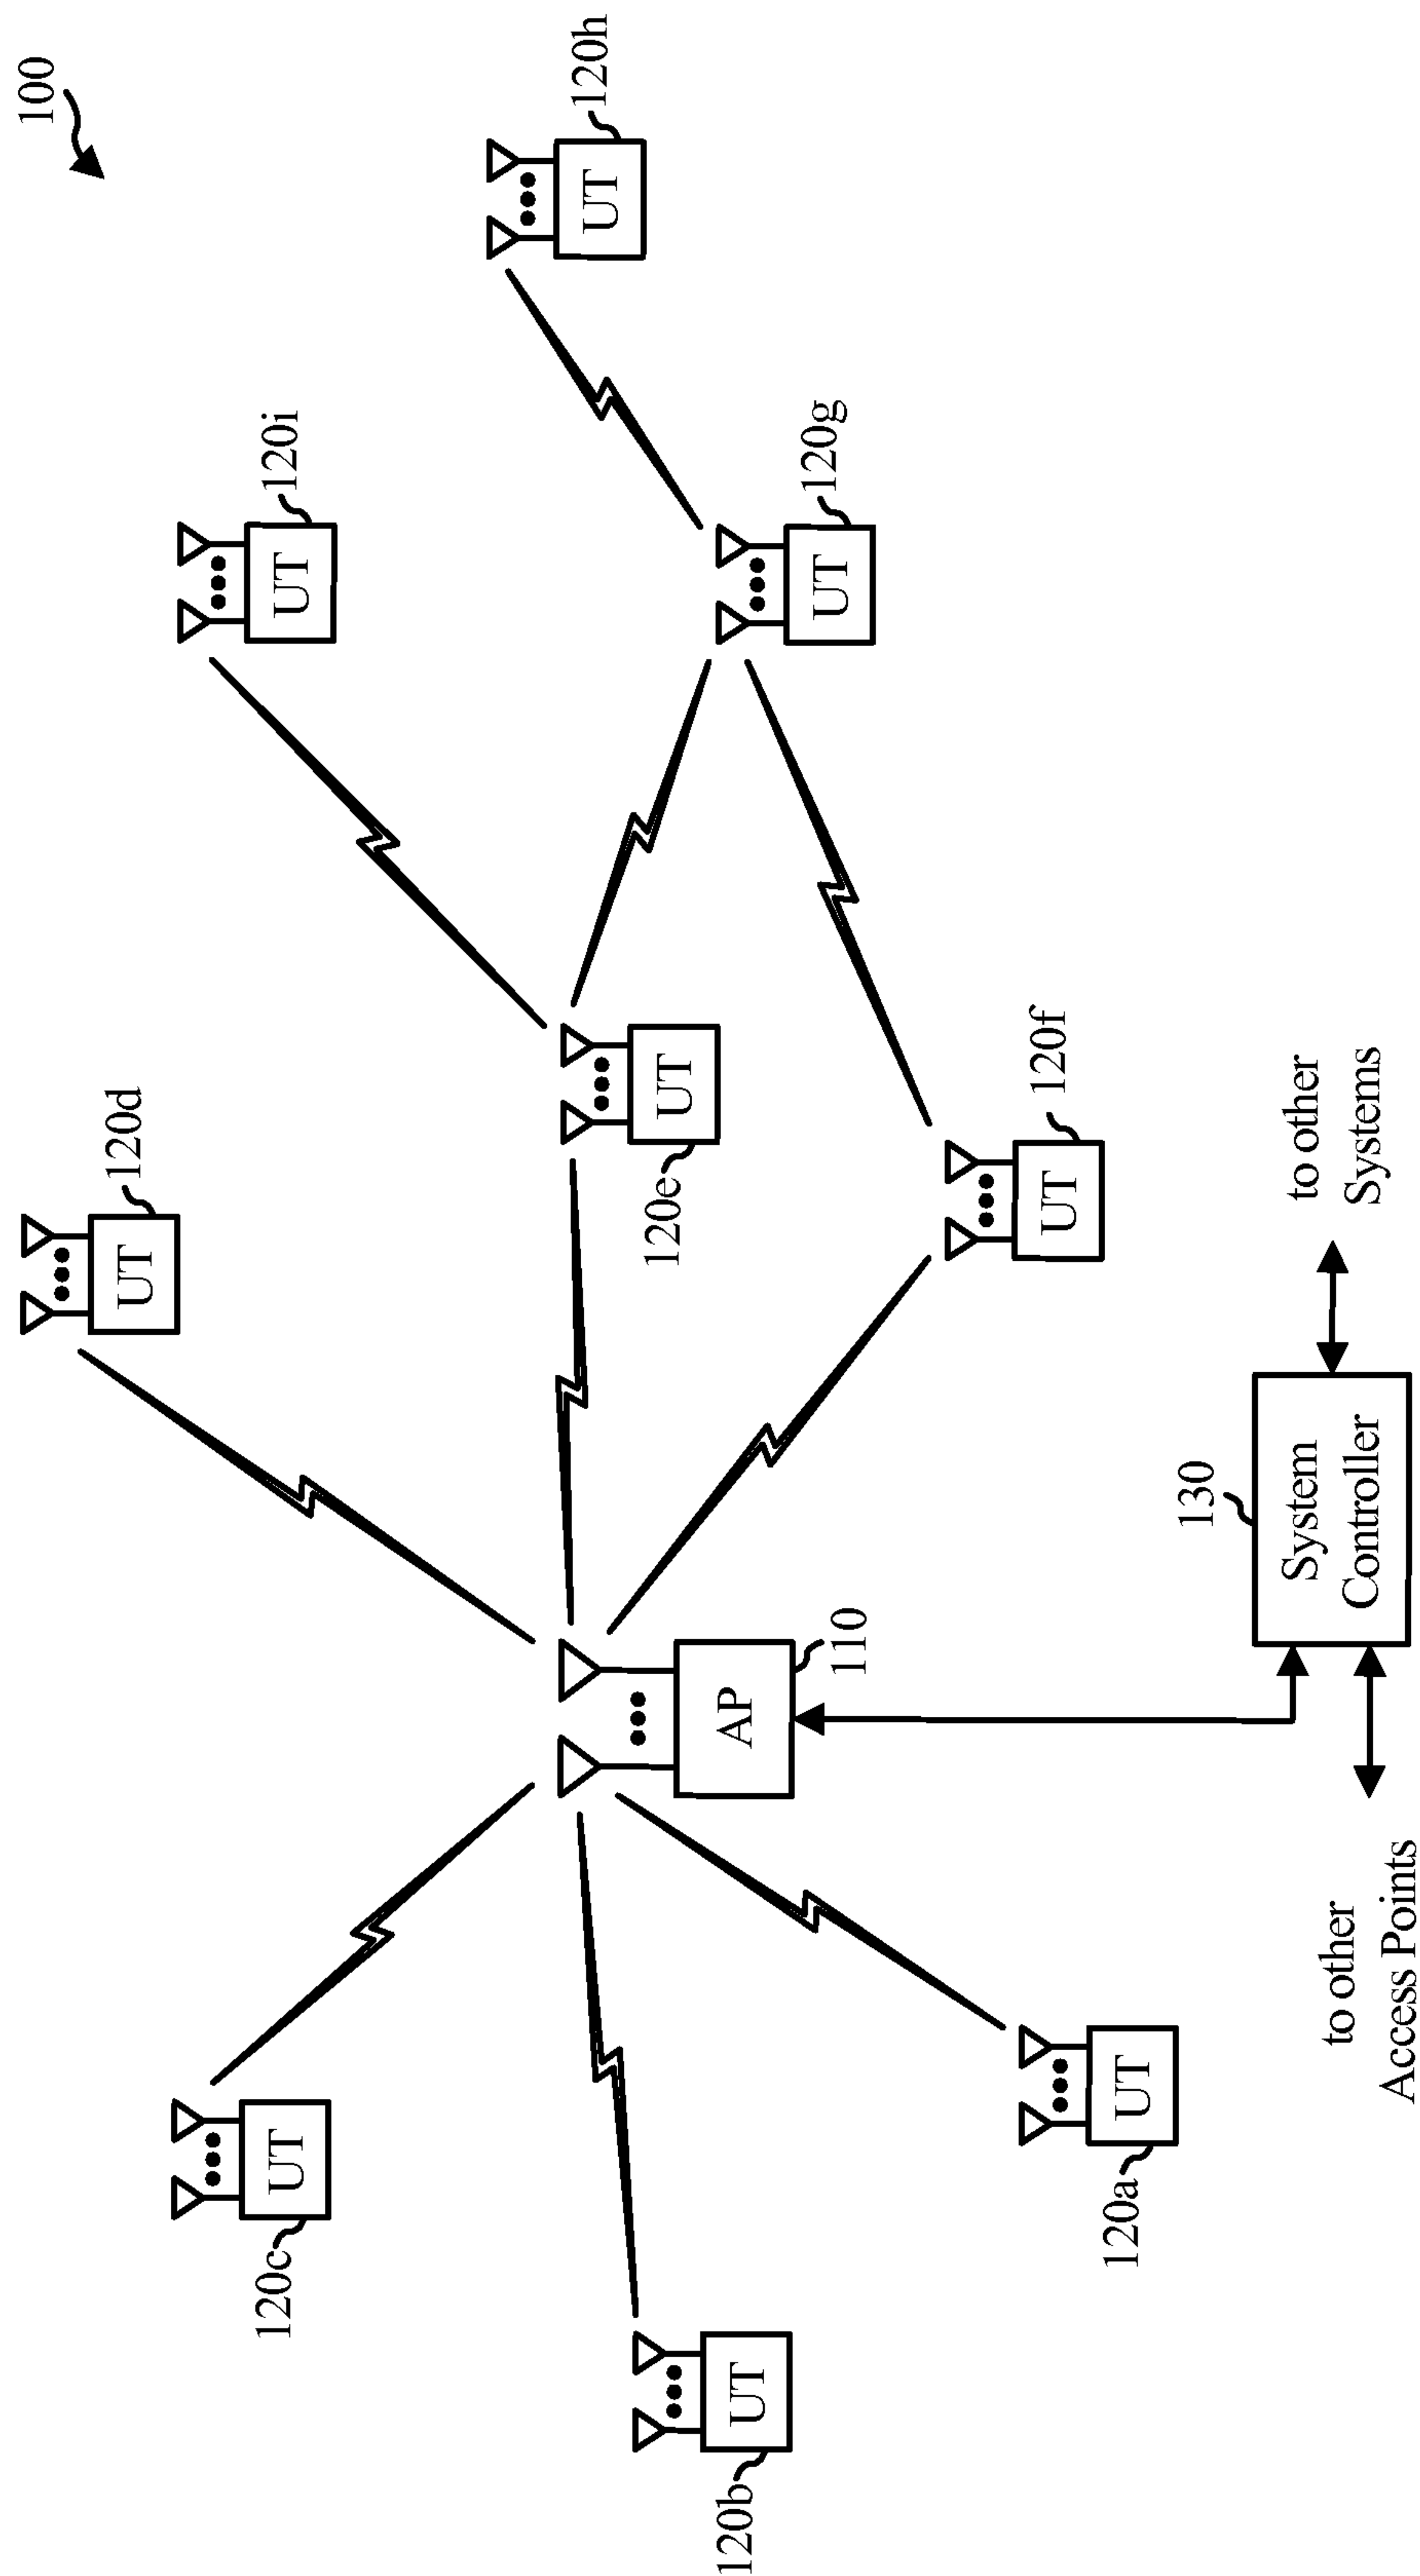 100
120d
UT
120i
UT
120h
UT
120c
UT
120e
UT
120g
UT
120b
UT
AP
110
120f
UT
120a
UT
130
System
Controller
to other
Systems
to other
Access Points